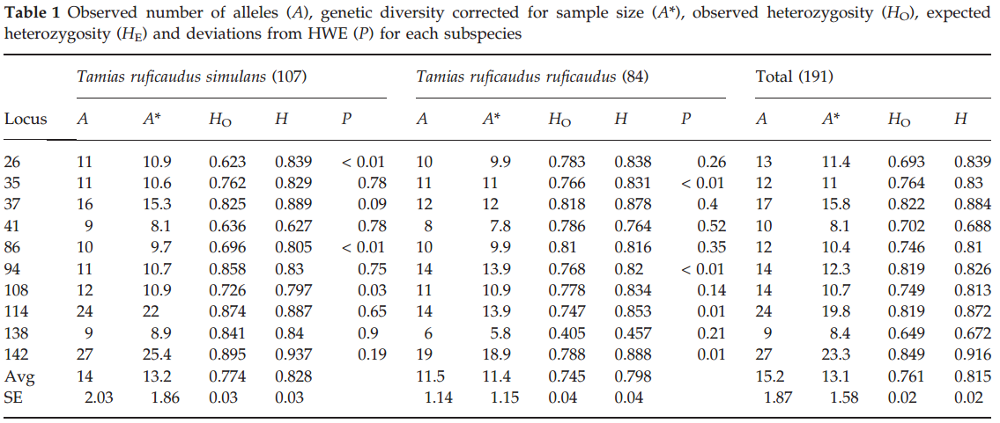 Table 1 Observed number of alleles (A), genetic diversity corrected for sample size (A*), observed heterozygosity (HO), expected
heterozygosity (HE) and deviations from HWE (P) for each subspecies
Tamias ruficaudus simulans (107) Tamias ruficaudus ruficaudus (84) Total (191)
Locus A A* HO H P A A* HO H P A A* HO H
26 11 10.9 0.623 0.839 < 0.01 10 9.9 0.783 0.838 0.26 13 11.4 0.693 0.839
35 11 10.6 0.762 0.829 0.78 11 11 0.766 0.831 < 0.01 12 11 0.764 0.83
37 16 15.3 0.825 0.889 0.09 12 12 0.818 0.878 0.4 17 15.8 0.822 0.884
41 9 8.1 0.636 0.627 0.78 8 7.8 0.786 0.764 0.52 10 8.1 0.702 0.688
86 10 9.7 0.696 0.805 < 0.01 10 9.9 0.81 0.816 0.35 12 10.4 0.746 0.81
94 11 10.7 0.858 0.83 0.75 14 13.9 0.768 0.82 < 0.01 14 12.3 0.819 0.826
108 12 10.9 0.726 0.797 0.03 11 10.9 0.778 0.834 0.14 14 10.7 0.749 0.813
114 24 22 0.874 0.887 0.65 14 13.9 0.747 0.853 0.01 24 19.8 0.819 0.872
138 9 8.9 0.841 0.84 0.9 6 5.8 0.405 0.457 0.21 9 8.4 0.649 0.672
142 27 25.4 0.895 0.937 0.19 19 18.9 0.788 0.888 0.01 27 23.3 0.849 0.916
Avg 14 13.2 0.774 0.828 11.5 11.4 0.745 0.798 15.2 13.1 0.761 0.815
SE 2.03 1.86 0.03 0.03 1.14 1.15 0.04 0.04 1.87 1.58 0.02 0.02